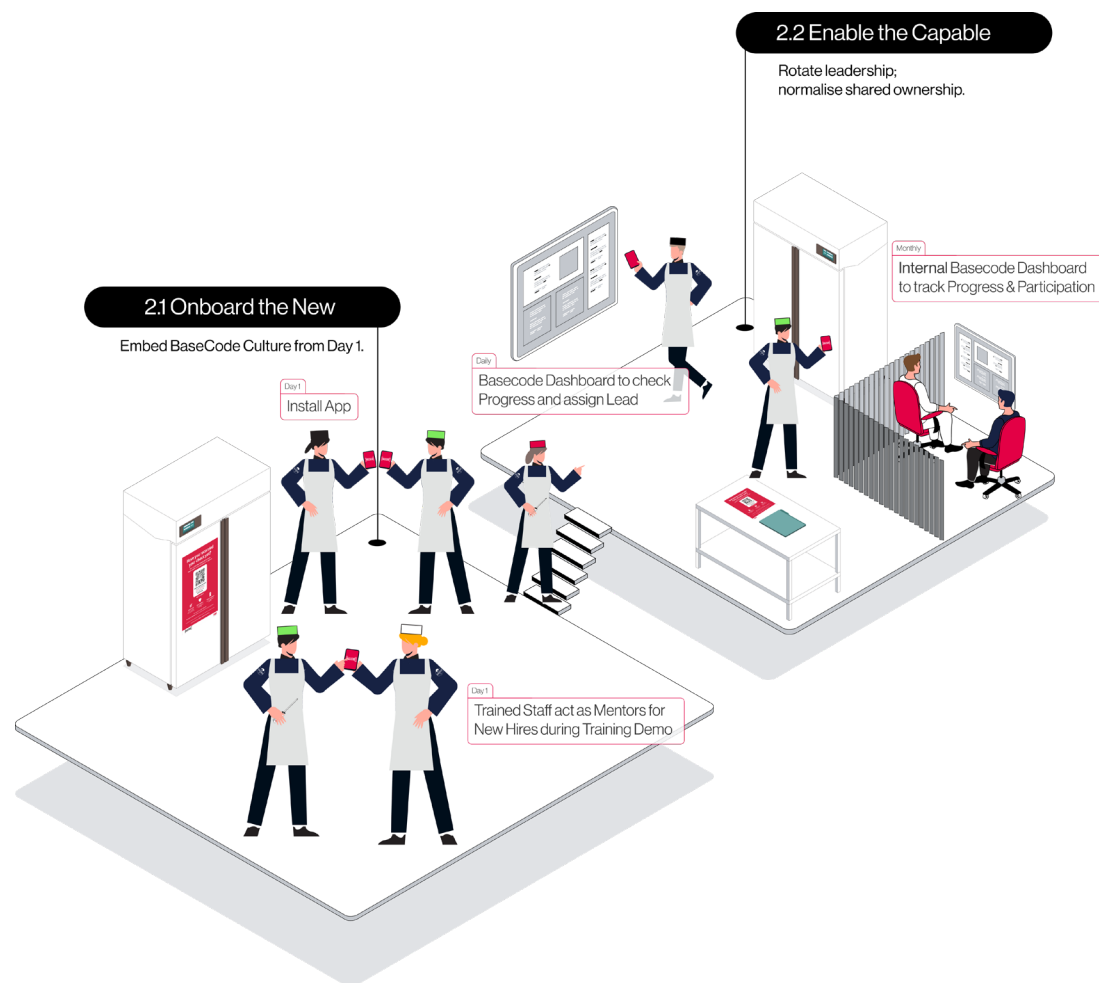 2.2 Enable the Capable
Rotate leadership;
normalise shared ownership.
Monthly
Internal Basecode Dashboard
to track Progress & Participation
2.1 Onboard the New
Embed BaseCode Culture from Day 1.
Daily
Basecode Dashboard to check
Progress and assign Lead
Day 1
Install App
Day 1
Trained Staff act as Mentors for
New Hires during Training Demo